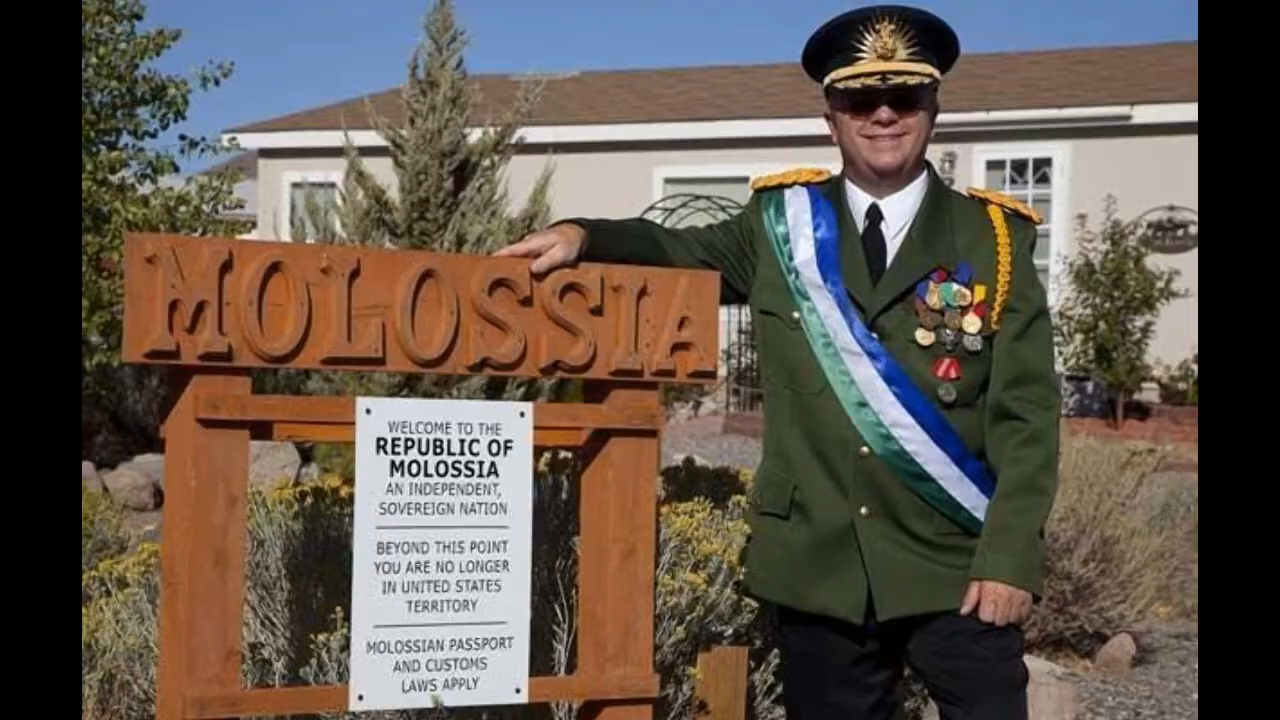 MOLOSSIA
WELCOME TO THE
REPUBLIC OF
MOLOSSIA
AN INDEPENDENT,
SOVEREIGN NATION
BEYOND THIS POINT
YOU ARE NO LONGER
IN UNITED STATES
TERRITORY
MOLOSSIAN PASSPORT
AND CUSTOMS
LAWS APPLY